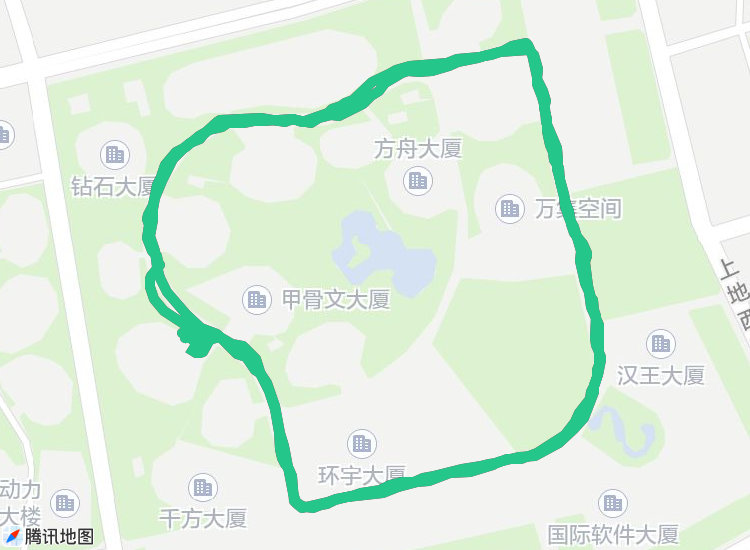 方舟大厦
钻石大厦
万集空间
上地西
甲骨文大厦
汉王大厦
环宇大厦
动力
大楼
千方大厦
国际软件大厦
腾讯地图